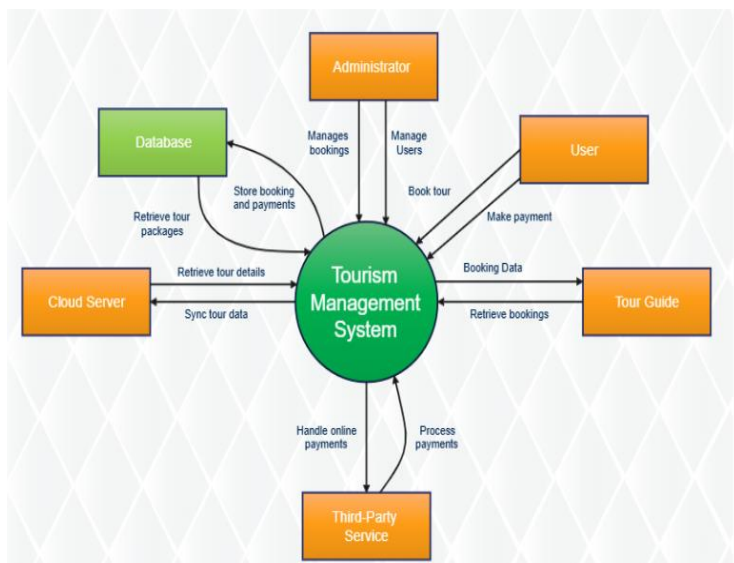 Administrator
Database
User
Manages
bookings
Manage
Users
Book tour
Store booking
and payments
Make payment
Retrieve tour
packages
Retrieve tour details
Tourism
Management
System
Booking Data
Cloud Server
Tour Guide
Sync tour data
Retrieve bookings
Handle online
payments
Process
payments
Third-Party
Service